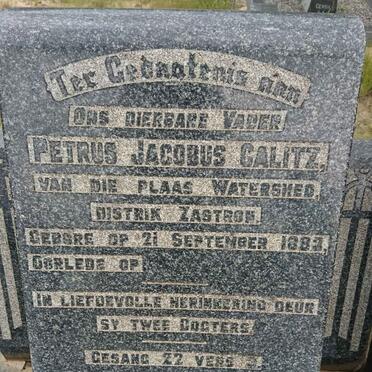 Ter Gedagtenis aan
Ons dierbare Vader
Petrus Jacobus Calitz.
van die plaas Watershed.
Distrik Zastron.
Gebore op 21 September 1883.
Oorlede op
in liefdevolle herinnering deur
sy twee Dogters.
Gesang 22 vers